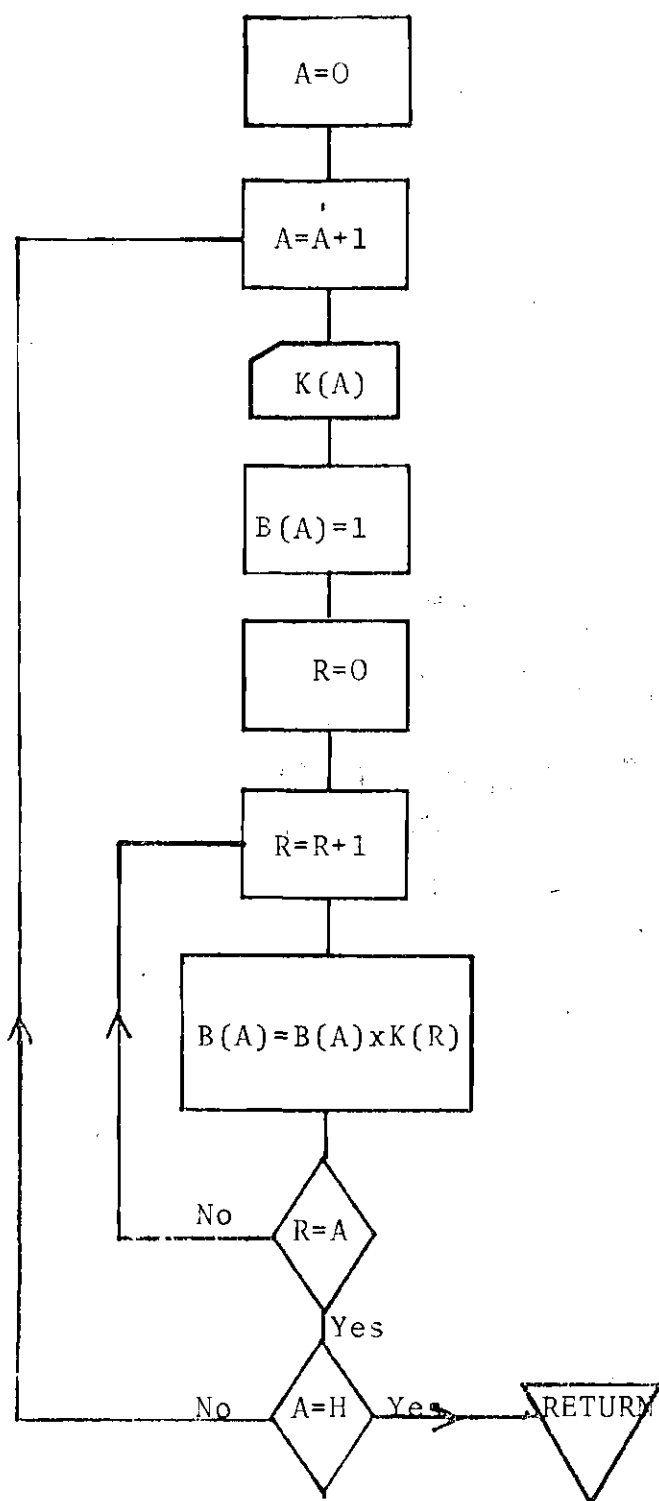 A=0
A=A+1
K(A)
B(A)=1
R=0
R=R+1
B(A)=B(A)xK(R)
No
R=A
Yes
No
A=H
Yes
RETURN